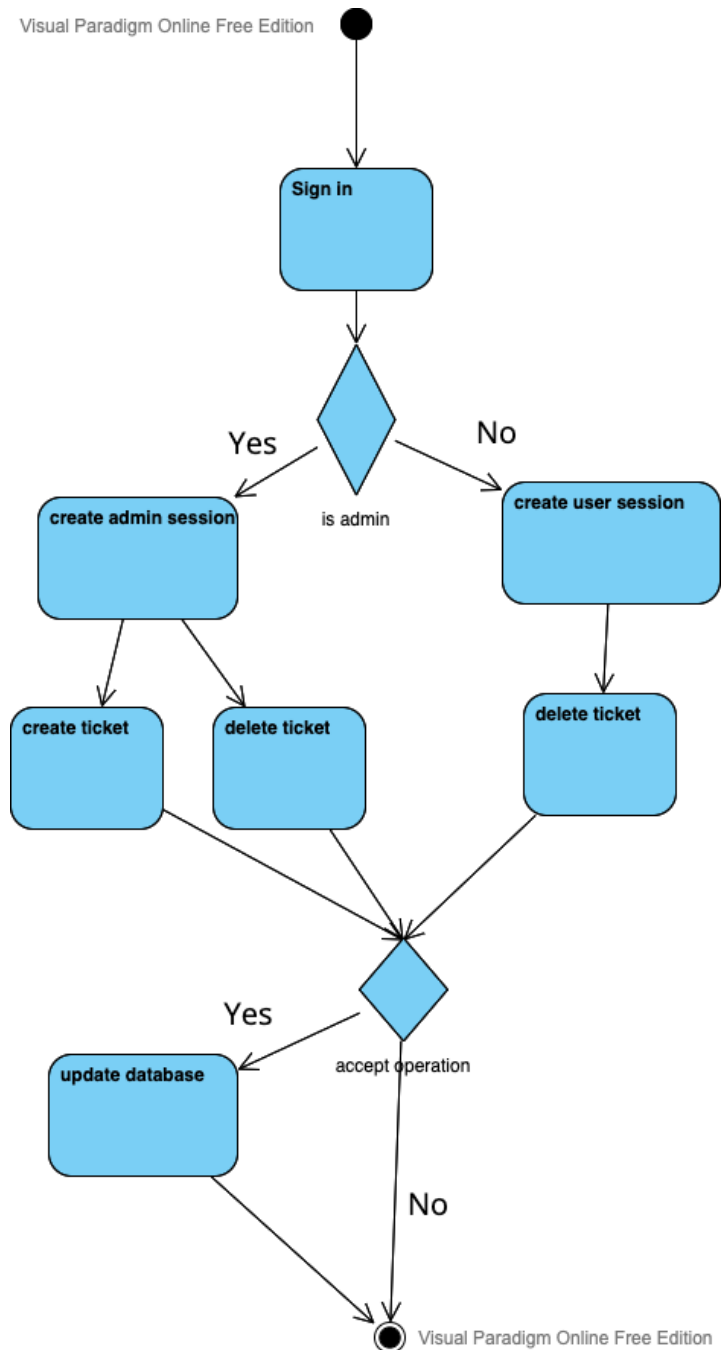 Visual Paradigm Online Free Edition
Sign in
Yes
No
is admin
create admin session
create user session
create ticket
delete ticket
delete ticket
Yes
accept operation
update database
No
Visual Paradigm Online Free Edition